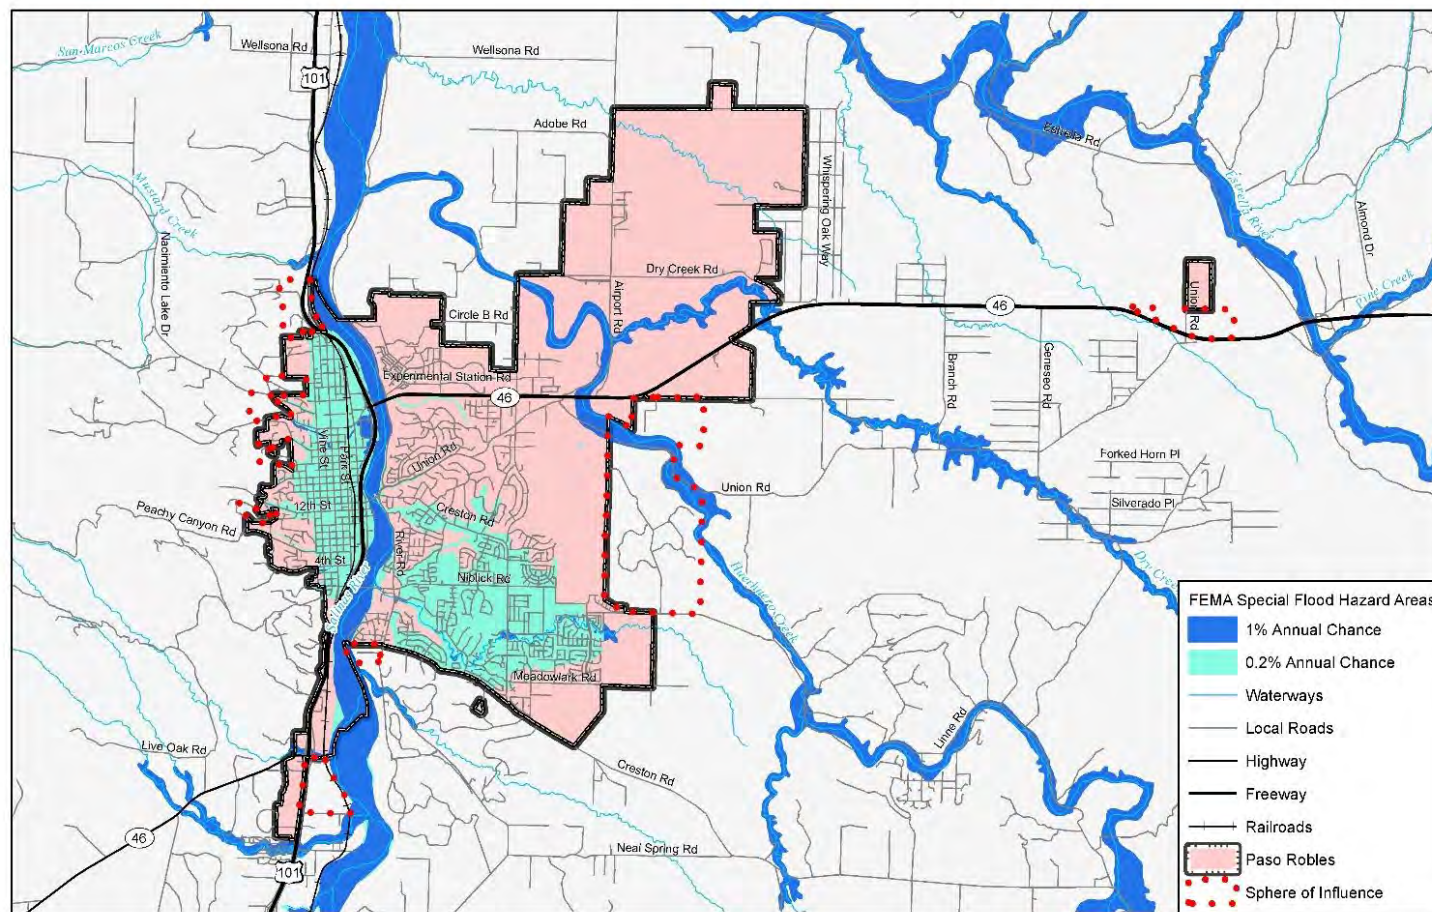 San Marcos Creek
Wellsona Rd
101
Wellsona Rd
Adobe Rd
Estrella Rd
Whispering Oak Way
Mustard Creek
Nacimiento Lake Dr
Estrella River
Almond Dr
Dry Creek Rd
Airport Rd
Union Rd
Pine Creek
Circle B Rd
46
Experimental Station Rd
46
Branch Rd
Geneseo Rd
Vine St
Park St
Union Rd
Forked Horn Pl
12th St
Peachy Canyon Rd
Creston Rd
Union Rd
Silverado Pl
4th St
River Rd
Niblick Rd
Salinas River
Huerhuero Creek
Dry Creek
Meadowlark Rd
Live Oak Rd
Creston Rd
Linne Rd
46
Neal Spring Rd
101
FEMA Special Flood Hazard Areas
1% Annual Chance
0.2% Annual Chance
Waterways
Local Roads
Highway
Freeway
Railroads
Paso Robles
Sphere of Influence